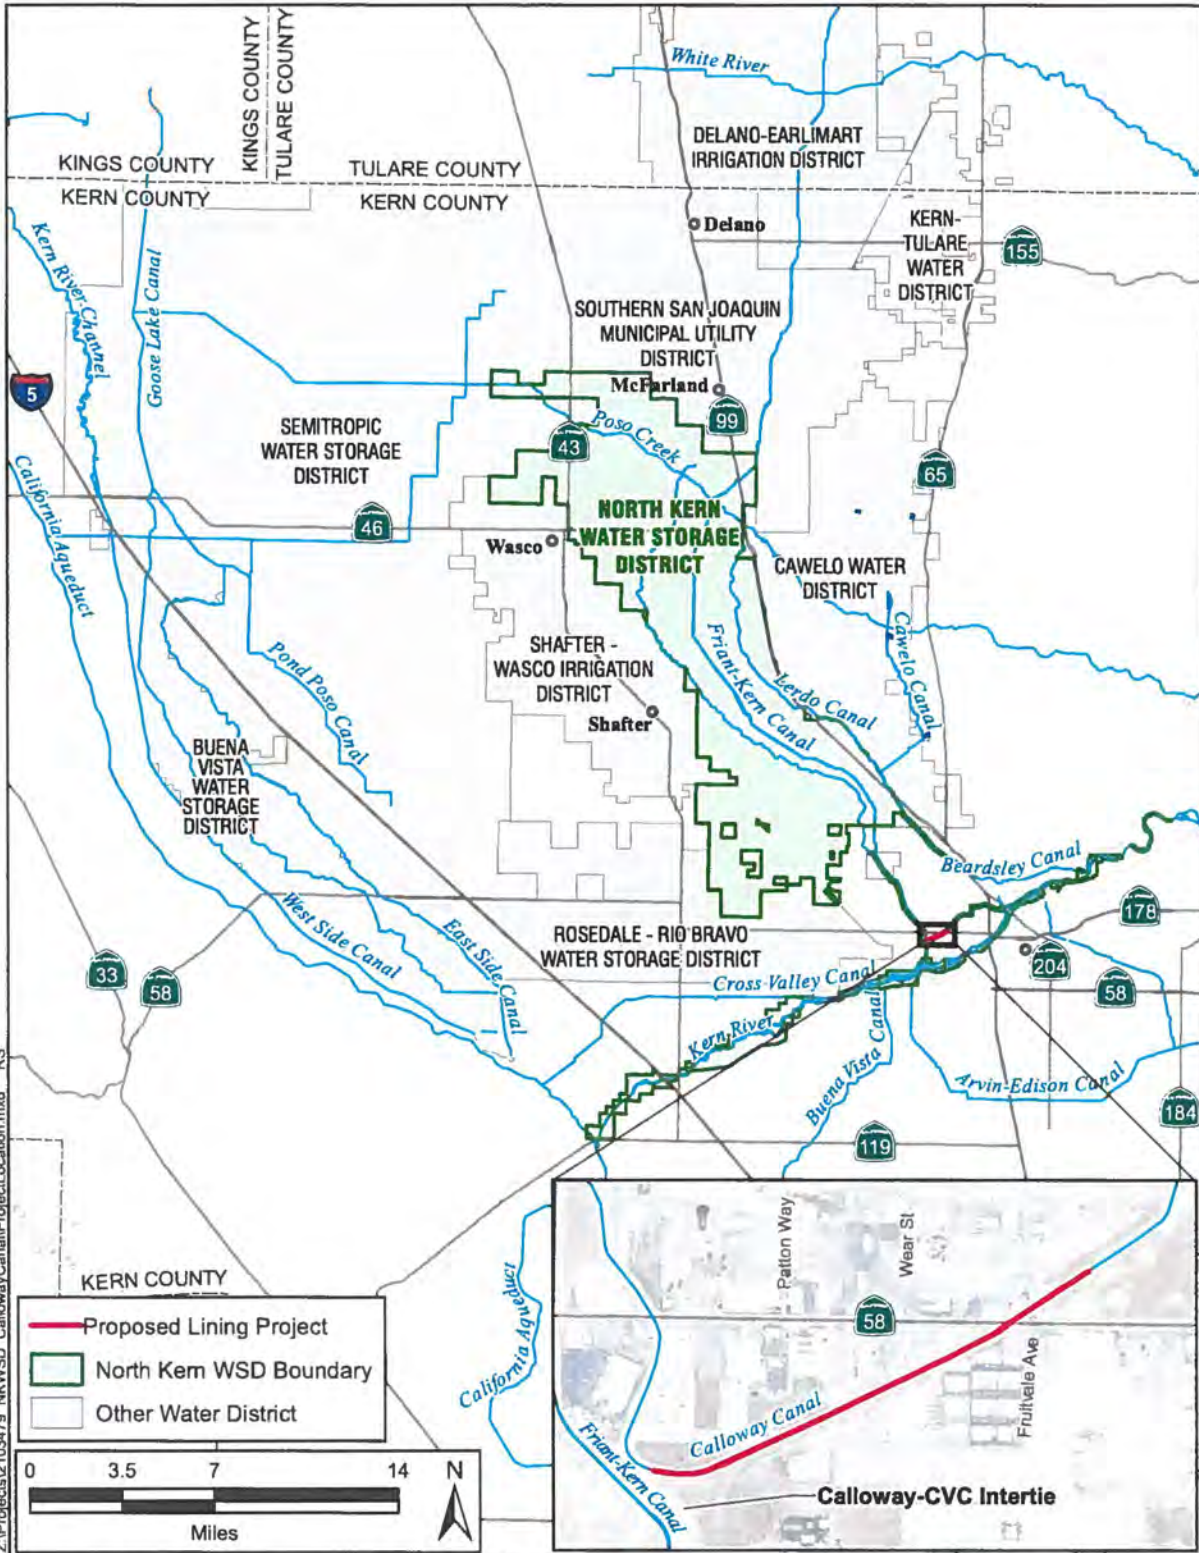 KINGS COUNTY
TULARE COUNTY
White River
DELANO-EARLIMART
IRRIGATION DISTRICT
KINGS COUNTY
TULARE COUNTY
KERN COUNTY
KERN COUNTY
Delano
KERN-
TULARE
WATER
DISTRICT
155
Kern River Channel
Goose Lake Canal
SOUTHERN SAN JOAQUIN
MUNICIPAL UTILITY
DISTRICT
McFarland
5
99
Poso Creek
43
65
SEMITROPIC
WATER STORAGE
DISTRICT
California Aqueduct
46
NORTH KERN
WATER STORAGE
DISTRICT
Wasco
CAWELO WATER
DISTRICT
Cawelo Canal
Pond Poso Canal
SHAFTER -
WASCO IRRIGATION
DISTRICT
Friant-Kern Canal
Lerdo Canal
Shafter
BUENA
VISTA
WATER
STORAGE
DISTRICT
Beardsley Canal
178
West Side Canal
East Side Canal
ROSEDALE - RIO BRAVO
WATER STORAGE DISTRICT
204
33
58
58
Cross Valley Canal
Kern River
Buena Vista Canal
Arvin-Edison Canal
184
119
KERN COUNTY
Proposed Lining Project
North Kern WSD Boundary
Other Water District
0 3.5 7 14
Miles
N
California Aqueduct
Patton Way
Wear St
58
Fruitvale Ave
Calloway Canal
Friant-Kern Canal
Calloway-CVC Intertie